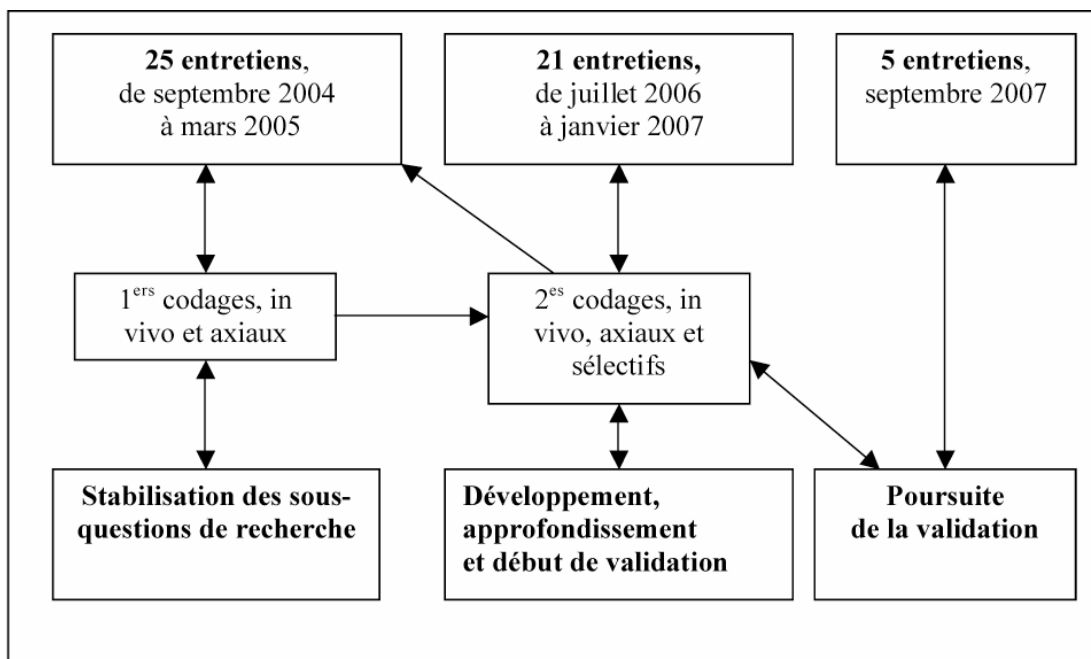 25 entretiens,
de septembre 2004
à mars 2005
21 entretiens,
de juillet 2006
à janvier 2007
5 entretiens,
septembre 2007
1ers codages, in
vivo et axiaux
2es codages, in
vivo, axiaux et
sélectifs
Stabilisation des sous-
questions de recherche
Développement,
approfondissement
et début de validation
Poursuite
de la validation